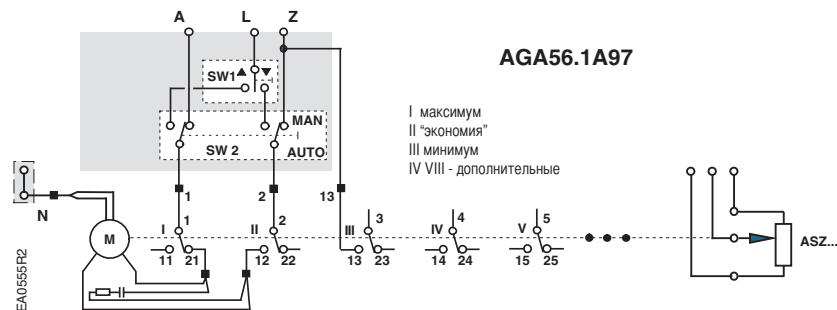 A L Z
AGA56.1A97
SW1
MAN
SW 2 AUTO
I максимум
II “экономия”
III минимум
IV VIII - дополнительные
N
1 2 13
M
I 1 II 2 III 3 IV 4 V 5
11 21 12 22 13 23 14 24 15 25
ASZ...
EA0555R2